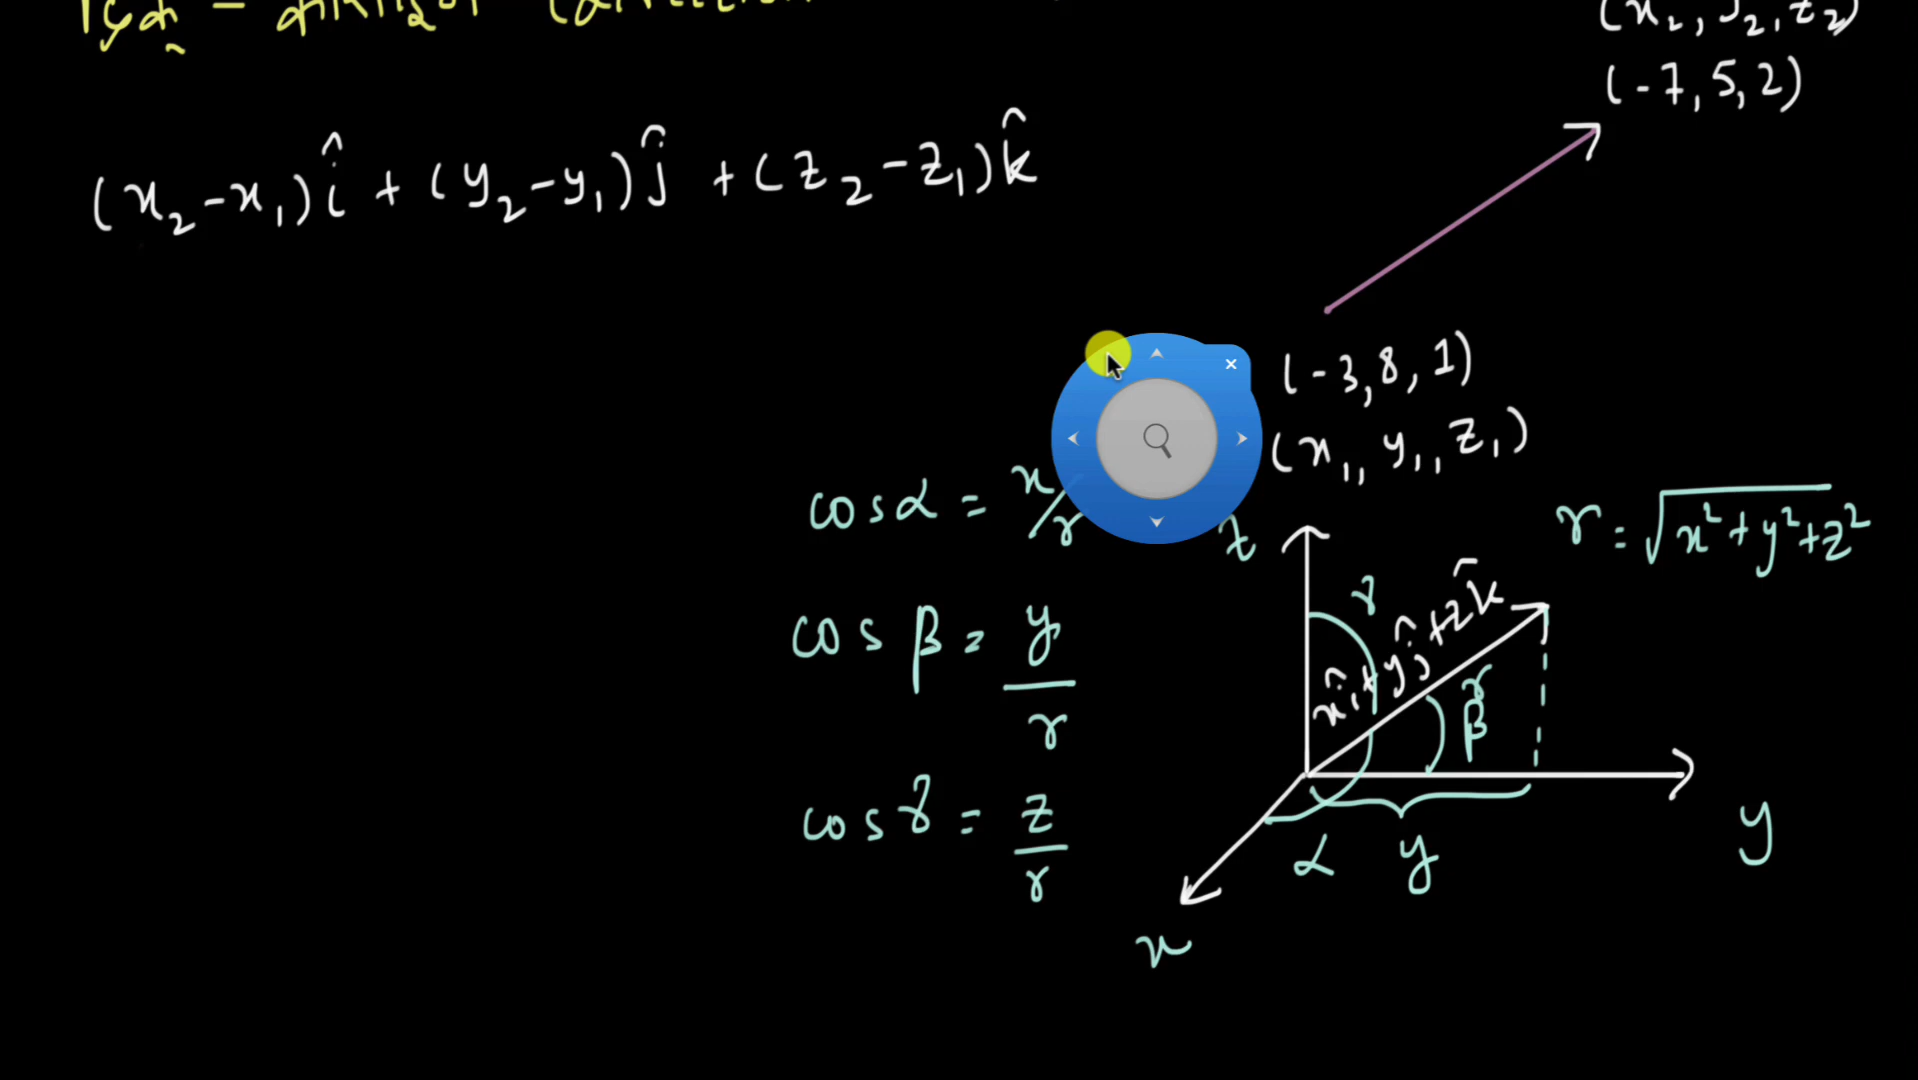 (x₂, y₂, z₂)
(-7, 5, 2)
(x₂-x₁)î + (y₂-y₁)ĵ + (z₂-z₁)k̂
(-3, 8, 1)
(x₁, y₁, z₁)
cos α = x/r
z
r = √x²+y²+z²
γ
xî+yĵ+zk̂
cos β = y/r
r
β
cos γ = z/r
α
y
y
x